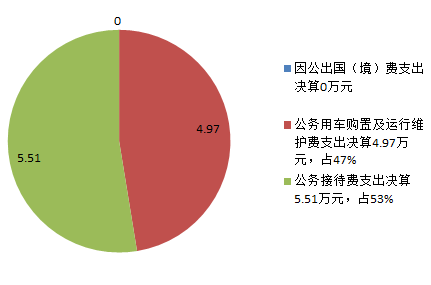 0
4.97
5.51
因公出国（境）费支出
决算0万元
公务用车购置及运行维
护费支出决算4.97万
元，占47%
公务接待费支出决算
5.51万元，占53%